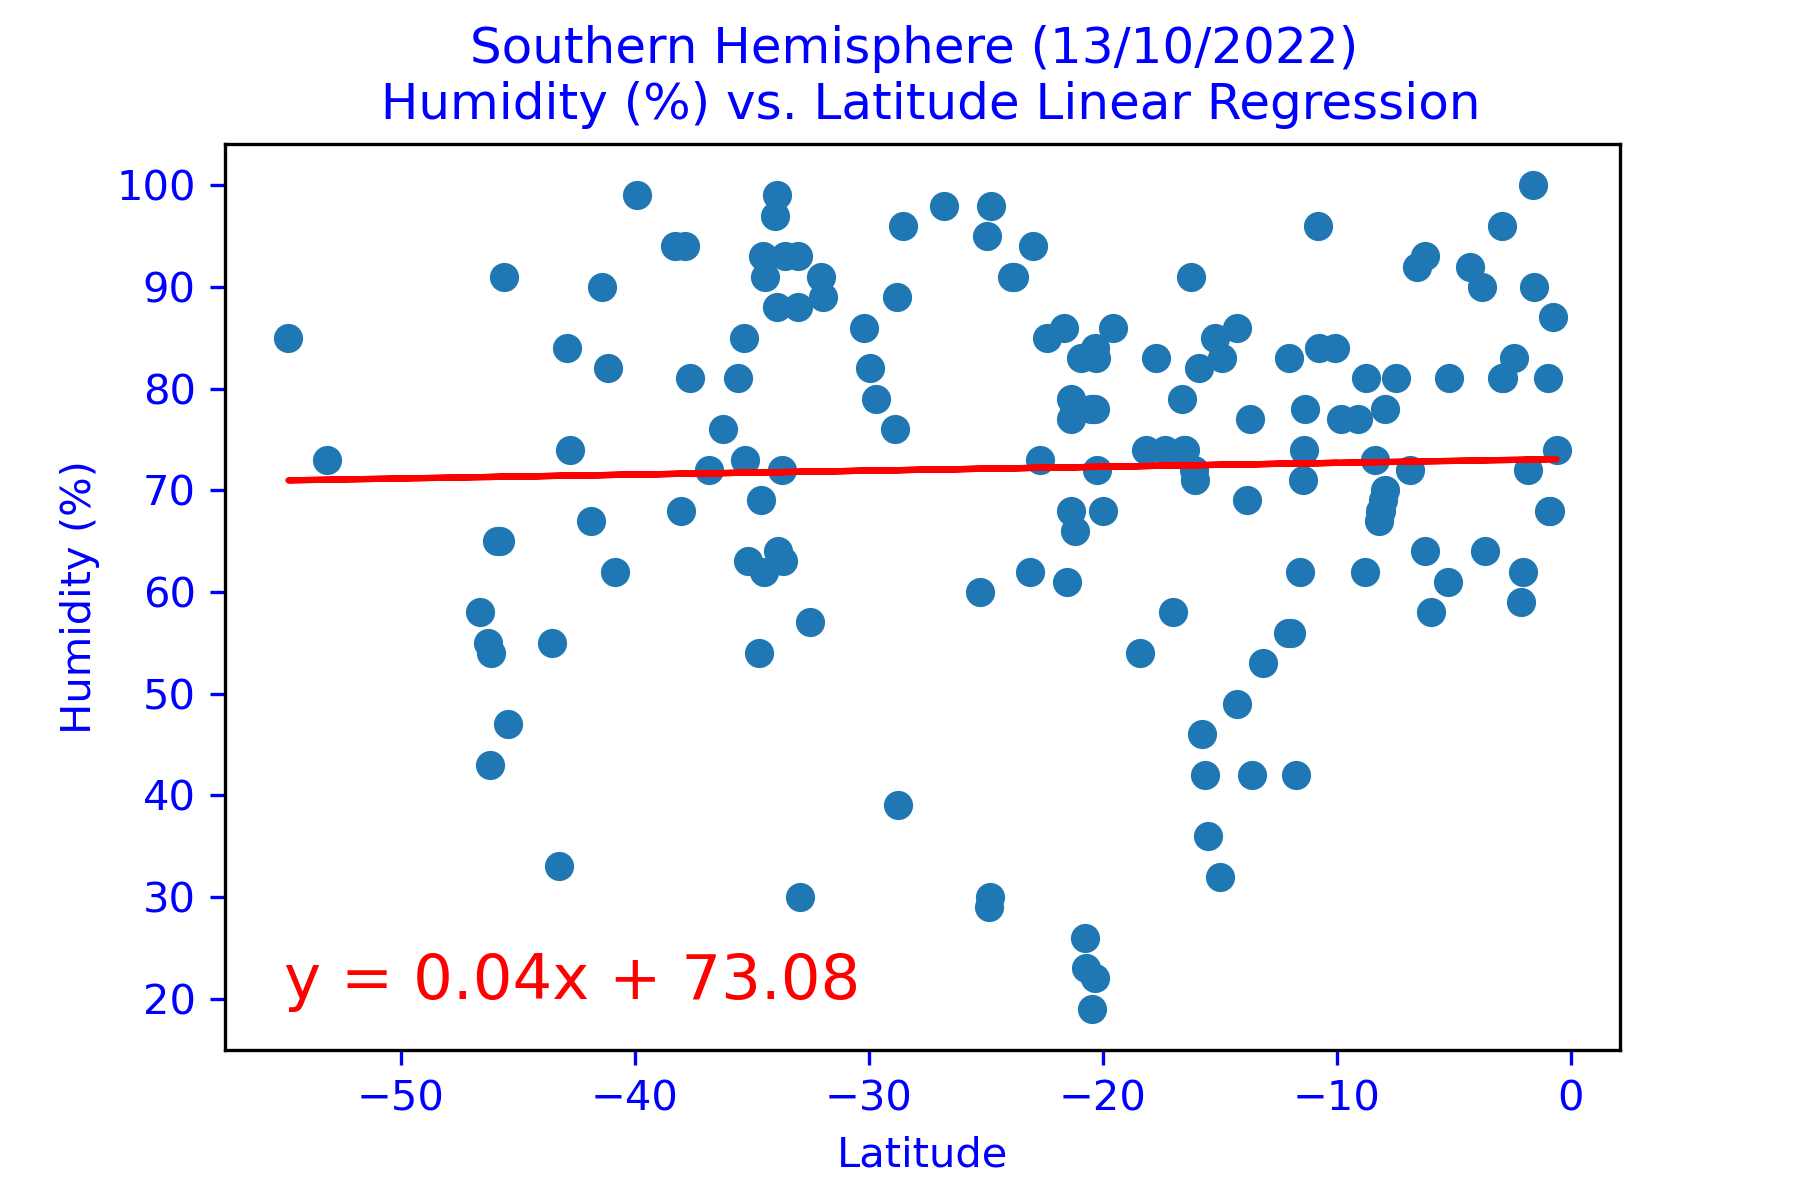 Southern Hemisphere (13/10/2022)
Humidity (%) vs. Latitude Linear Regression
Humidity (%)
100
90
80
70
60
50
40
30
20
y = 0.04x + 73.08
−50 −40 −30 −20 −10 0
Latitude